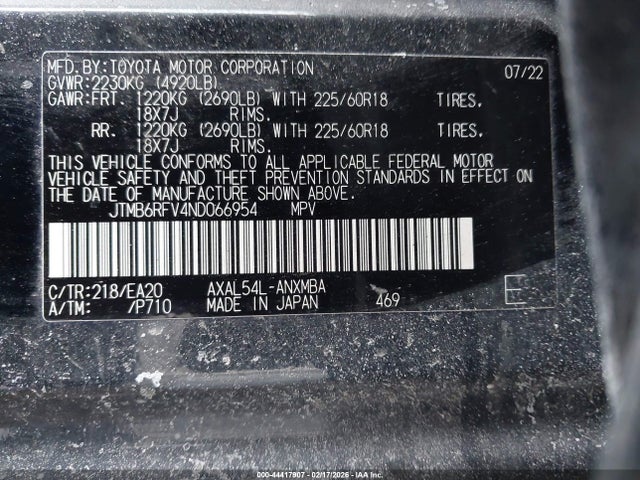 MFD.BY:TOYOTA MOTOR CORPORATION 07/22
GVWR:2230KG (4920LB)
GAWR:FRT. 1220KG (2690LB) WITH 225/60R18 TIRES,
18X7J RIMS.
RR. 1220KG (2690LB) WITH 225/60R18 TIRES,
18X7J RIMS.
THIS VEHICLE CONFORMS TO ALL APPLICABLE FEDERAL MOTOR
VEHICLE SAFETY AND THEFT PREVENTION STANDARDS IN EFFECT ON
THE DATE OF MANUFACTURE SHOWN ABOVE.
JTMB6RFV4ND066954 MPV
C/TR:218/EA20 AXAL54L-ANXMBA
A/TM: /P710 MADE IN JAPAN 469 E
000-44417907 - 02/17/2026 - IAA Inc.